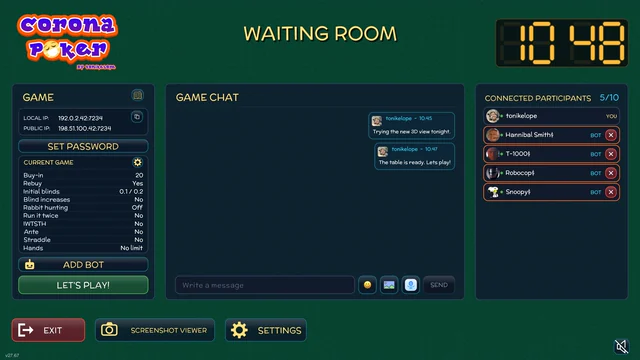 corona
poker
BY TONIKELOPE
WAITING ROOM
10 48
GAME
LOCAL IP: 192.0.2.42:7234
PUBLIC IP: 198.51.100.42:7234
SET PASSWORD
CURRENT GAME
Buy-in 20
Rebuy Yes
Initial blinds 0.1 / 0.2
Blind increases No
Rabbit hunting Off
Run it twice No
IWTSTH No
Ante No
Straddle No
Hands No limit
ADD BOT
LET'S PLAY!
GAME CHAT
tonikelope - 10:45
Trying the new 3D view tonight.
tonikelope - 10:47
The table is ready. Lets play!
Write a message
SEND
CONNECTED PARTICIPANTS 5/10
tonikelope YOU
Hannibal Smith$ BOT
T-1000$ BOT
Robocop$ BOT
Snoopy$ BOT
EXIT
SCREENSHOT VIEWER
SETTINGS
v27.67